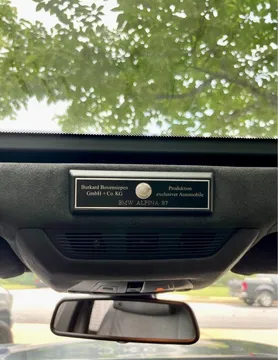 Burkard Bovensiepen Produktion
GmbH + Co. KG exclusiver Automobile
BMW ALPINA B7